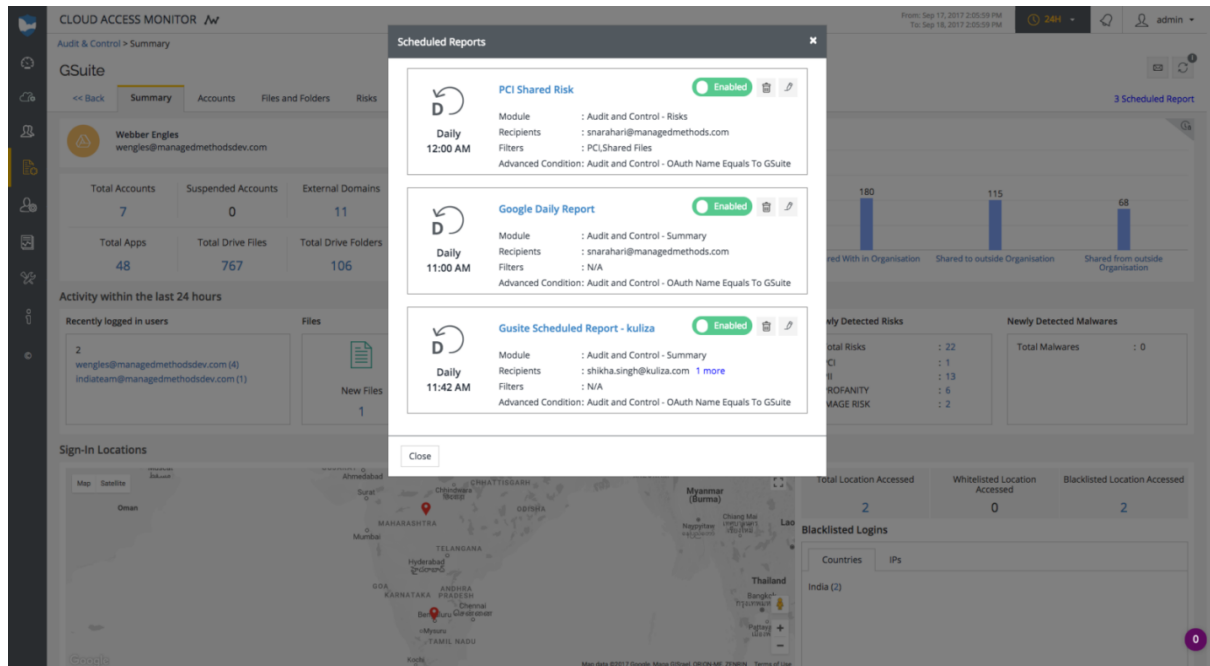 CLOUD ACCESS MONITOR
From: Sep 17, 2017 2:05:59 PM
To: Sep 18, 2017 2:05:59 PM
24H
admin
Audit & Control > Summary
GSuite
<< Back Summary Accounts Files and Folders Risks
3 Scheduled Report
Webber Engles
wengles@managedmethodsdev.com
Total Accounts Suspended Accounts External Domains
7 0 11
Total Apps Total Drive Files Total Drive Folders
48 767 106
180 115 68
red With in Organisation Shared to outside Organisation Shared from outside
Organisation
Scheduled Reports
D
Daily
12:00 AM
PCI Shared Risk
Enabled
Module : Audit and Control - Risks
Recipients : snarahari@managedmethods.com
Filters : PCI,Shared Files
Advanced Condition: Audit and Control - OAuth Name Equals To GSuite
D
Daily
11:00 AM
Google Daily Report
Enabled
Module : Audit and Control - Summary
Recipients : snarahari@managedmethods.com
Filters : N/A
Advanced Condition: Audit and Control - OAuth Name Equals To GSuite
D
Daily
11:42 AM
Gusite Scheduled Report - kuliza
Enabled
Module : Audit and Control - Summary
Recipients : shikha.singh@kuliza.com 1 more
Filters : N/A
Advanced Condition: Audit and Control - OAuth Name Equals To GSuite
Close
Activity within the last 24 hours
Recently logged in users
2
wengles@managedmethodsdev.com (4)
indiateam@managedmethodsdev.com (1)
Files
New Files
1
wly Detected Risks
otal Risks : 22
CI : 1
II : 13
ROFANITY : 6
MAGE RISK : 2
Newly Detected Malwares
Total Malwares : 0
Sign-In Locations
Map Satellite
Oman
Ahmedabad
Surat
CHHATTISGARH
ODISHA
MAHARASHTRA
Mumbai
TELANGANA
Hyderabad
GOA
KARNATAKA
ANDHRA
PRADESH
Chennai
Mysuru
TAMIL NADU
Kochi
Myanmar
(Burma)
Chiang Mai
Lao
Thailand
Google
Total Location Accessed Whitelisted Location
Accessed Blacklisted Location Accessed
2 0 2
Blacklisted Logins
Countries IPs
India (2)
0